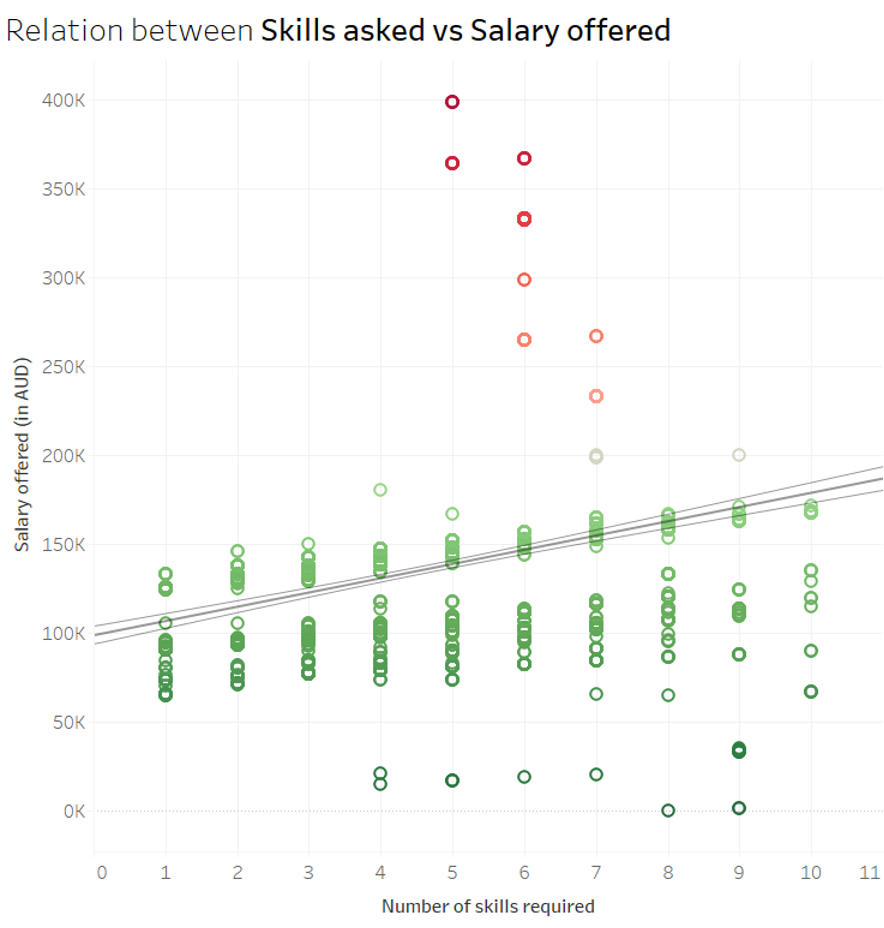 Relation between Skills asked vs Salary offered
400K
350K
300K
250K
200K
150K
100K
50K
0K
Salary offered (in AUD)
0 1 2 3 4 5 6 7 8 9 10 11
Number of skills required